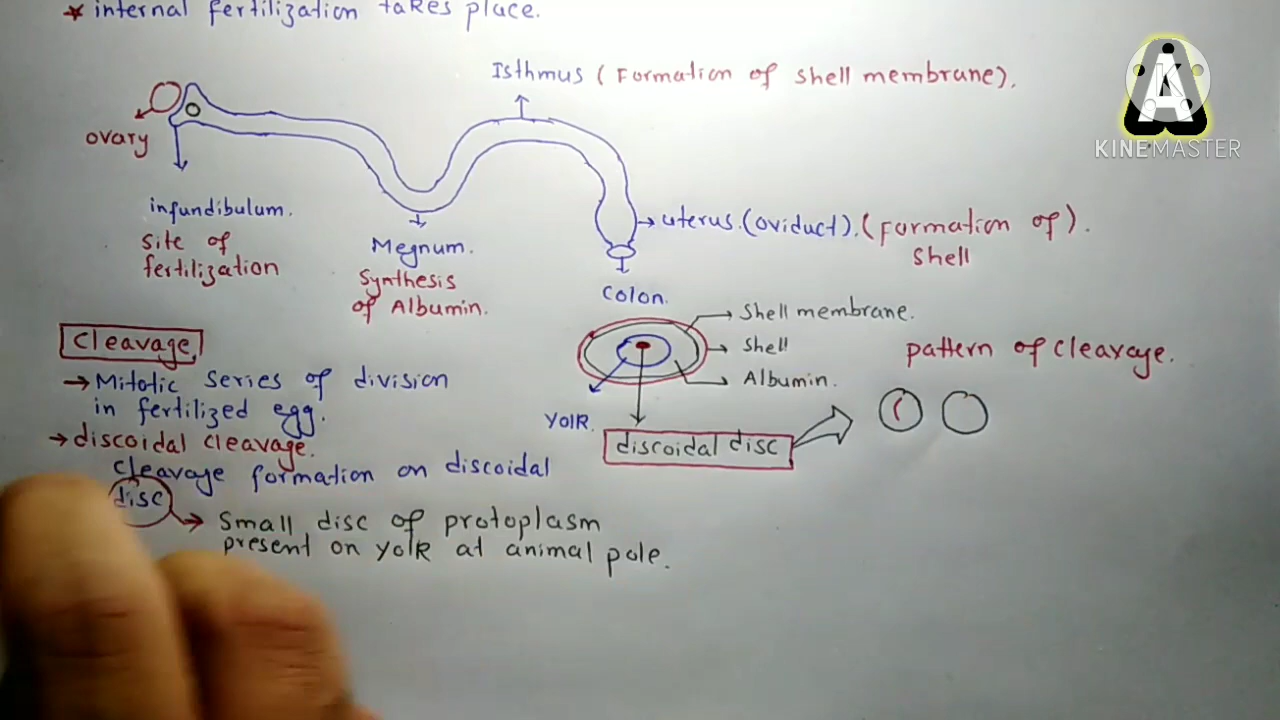 * internal fertilization takes place.
Isthmus (Formation of shell membrane).
ovary
infundibulum.
site of
fertilization
Megnum.
Synthesis
of Albumin.
uterus.(oviduct).(Formation of).
Shell
Colon.
Cleavage
→ Mitotic series of division
in fertilized egg.
→ discoidal cleavage.
cleavage formation on discoidal
disc → Small disc of protoplasm
present on yolk at animal pole.
Shell membrane.
Shell
Albumin.
YolK.
discoidal disc
pattern of cleavage.
A
K
KINEMASTER